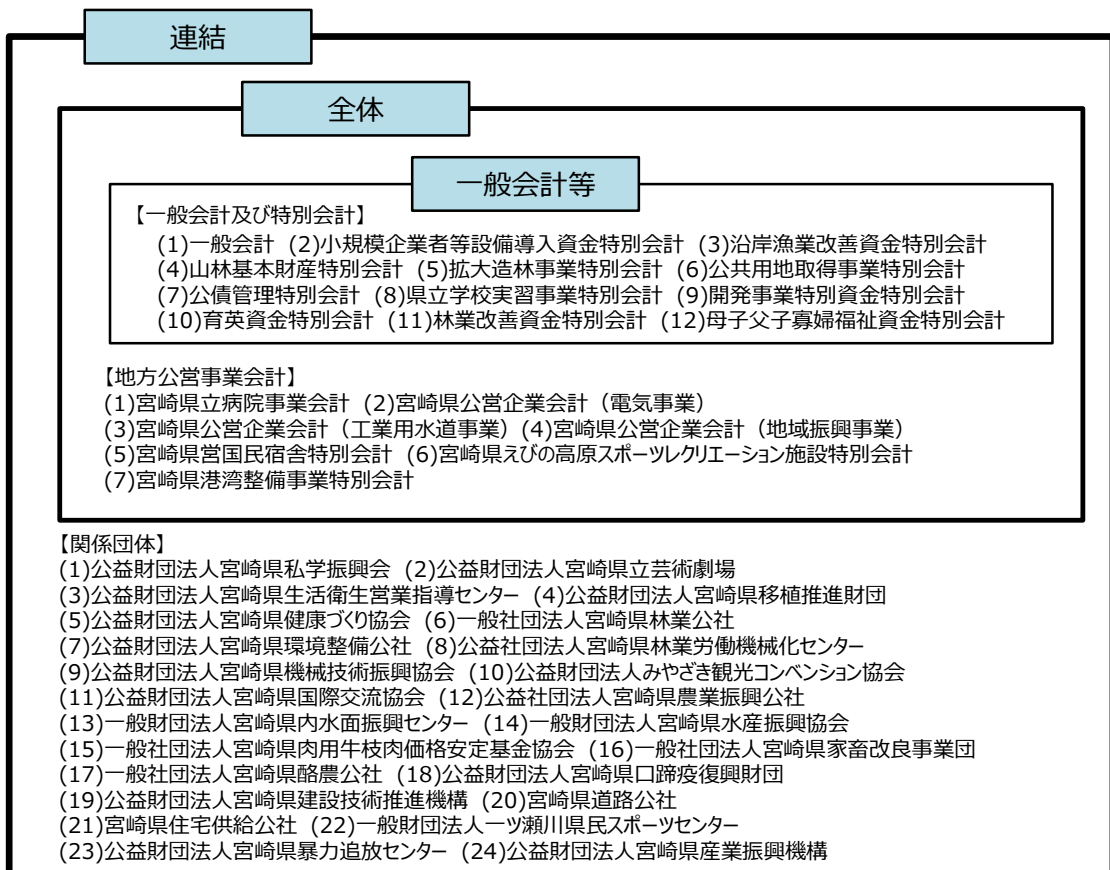 連結
全体
一般会計等
【一般会計及び特別会計】
(1)一般会計 (2)小規模企業者等設備導入資金特別会計 (3)沿岸漁業改善資金特別会計
(4)山林基本財産特別会計 (5)拡大造林事業特別会計 (6)公共用地取得事業特別会計
(7)公債管理特別会計 (8)県立学校実習事業特別会計 (9)開発事業特別資金特別会計
(10)育英資金特別会計 (11)林業改善資金特別会計 (12)母子父子寡婦福祉資金特別会計
【地方公営事業会計】
(1)宮崎県立病院事業会計 (2)宮崎県公営企業会計（電気事業）
(3)宮崎県公営企業会計（工業用水道事業）(4)宮崎県公営企業会計（地域振興事業）
(5)宮崎県営国民宿舎特別会計 (6)宮崎県えびの高原スポーツレクリエーション施設特別会計
(7)宮崎県港湾整備事業特別会計
【関係団体】
(1)公益財団法人宮崎県私学振興会 (2)公益財団法人宮崎県立芸術劇場
(3)公益財団法人宮崎県生活衛生営業指導センター (4)公益財団法人宮崎県移植推進財団
(5)公益財団法人宮崎県健康づくり協会 (6)一般社団法人宮崎県林業公社
(7)公益財団法人宮崎県環境整備公社 (8)公益社団法人宮崎県林業労働機械化センター
(9)公益財団法人宮崎県機械技術振興協会 (10)公益財団法人みやざき観光コンベンション協会
(11)公益財団法人宮崎県国際交流協会 (12)公益社団法人宮崎県農業振興公社
(13)一般財団法人宮崎県内水面振興センター (14)一般財団法人宮崎県水産振興協会
(15)一般社団法人宮崎県肉用牛枝肉価格安定基金協会 (16)一般社団法人宮崎県家畜改良事業団
(17)一般社団法人宮崎県酪農公社 (18)公益財団法人宮崎県口蹄疫復興財団
(19)公益財団法人宮崎県建設技術推進機構 (20)宮崎県道路公社
(21)宮崎県住宅供給公社 (22)一般財団法人一ツ瀬川県民スポーツセンター
(23)公益財団法人宮崎県暴力追放センター (24)公益財団法人宮崎県産業振興機構